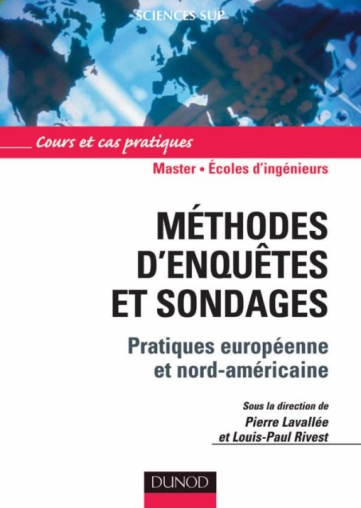 SCIENCES SUP
Cours et cas pratiques
Master • Écoles d'ingénieurs
MÉTHODES
D'ENQUÊTES
ET SONDAGES
Pratiques européenne
et nord-américaine
Sous la direction de
Pierre Lavallée
et Louis-Paul Rivest
DUNOD